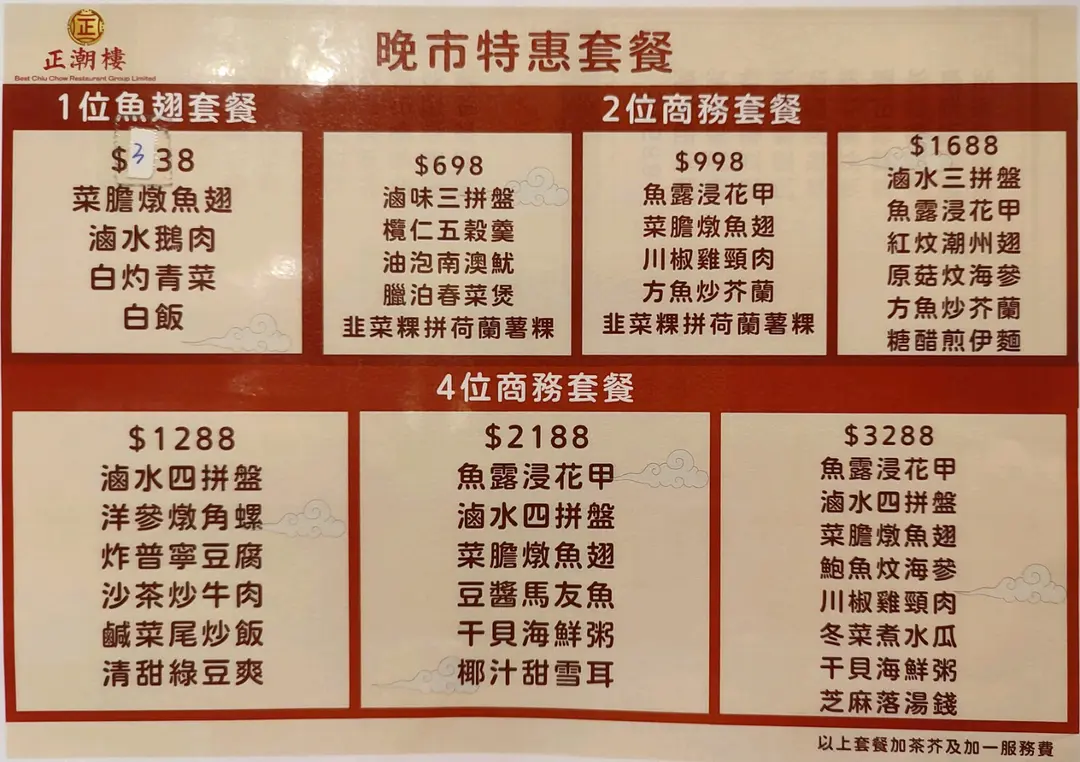 正
正潮樓
Best Chiu Chow Restaurant Group Limited
晚市特惠套餐
1位魚翅套餐
$338
菜膽燉魚翅
滷水鵝肉
白灼青菜
白飯
2位商務套餐
$698
滷味三拼盤
欖仁五穀羹
油泡南澳魷
臘泊春菜煲
韭菜粿拼荷蘭薯粿
$998
魚露浸花甲
菜膽燉魚翅
川椒雞頸肉
方魚炒芥蘭
韭菜粿拼荷蘭薯粿
$1688
滷水三拼盤
魚露浸花甲
紅炆潮州翅
原菇炆海參
方魚炒芥蘭
糖醋煎伊麵
4位商務套餐
$1288
滷水四拼盤
洋參燉角螺
炸普寧豆腐
沙茶炒牛肉
鹹菜尾炒飯
清甜綠豆爽
$2188
魚露浸花甲
滷水四拼盤
菜膽燉魚翅
豆醬馬友魚
干貝海鮮粥
椰汁甜雪耳
$3288
魚露浸花甲
滷水四拼盤
菜膽燉魚翅
鮑魚炆海參
川椒雞頸肉
冬菜煮水瓜
干貝海鮮粥
芝麻落湯錢
以上套餐加茶芥及加一服務費